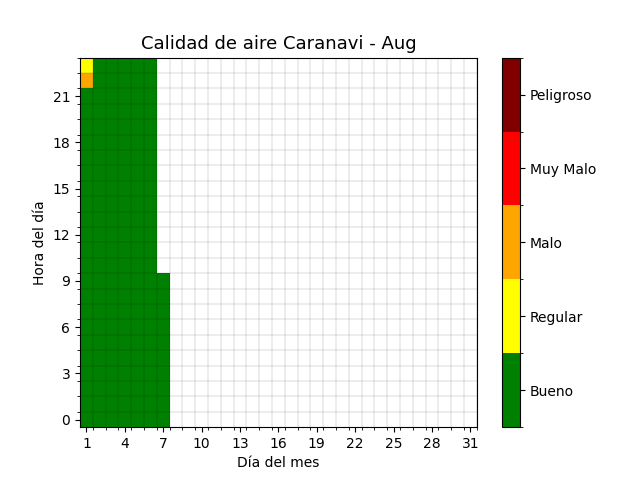 Calidad de aire Caranavi - Aug
Hora del día
21
18
15
12
9
6
3
0
1 4 7 10 13 16 19 22 25 28 31
Día del mes
Peligroso
Muy Malo
Malo
Regular
Bueno